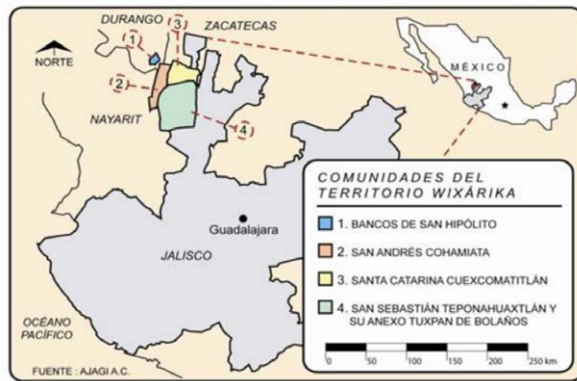 DURANGO
ZACATECAS
3
1
NORTE
MÉXICO
2
NAYARIT
4
COMUNIDADES DEL
TERRITORIO WIXÁRIKA
1. BANCOS DE SAN HIPÓLITO
2. SAN ANDRÉS COHAMIATA
3. SANTA CATARINA CUEXCOMATITLÁN
4. SAN SEBASTIÁN TEPONAHUAXTLÁN Y
SU ANEXO TUXPAN DE BOLAÑOS
Guadalajara
JALISCO
OCÉANO
PACÍFICO
0 50 100 150 200 250 km
FUENTE : AJAGI A.C.